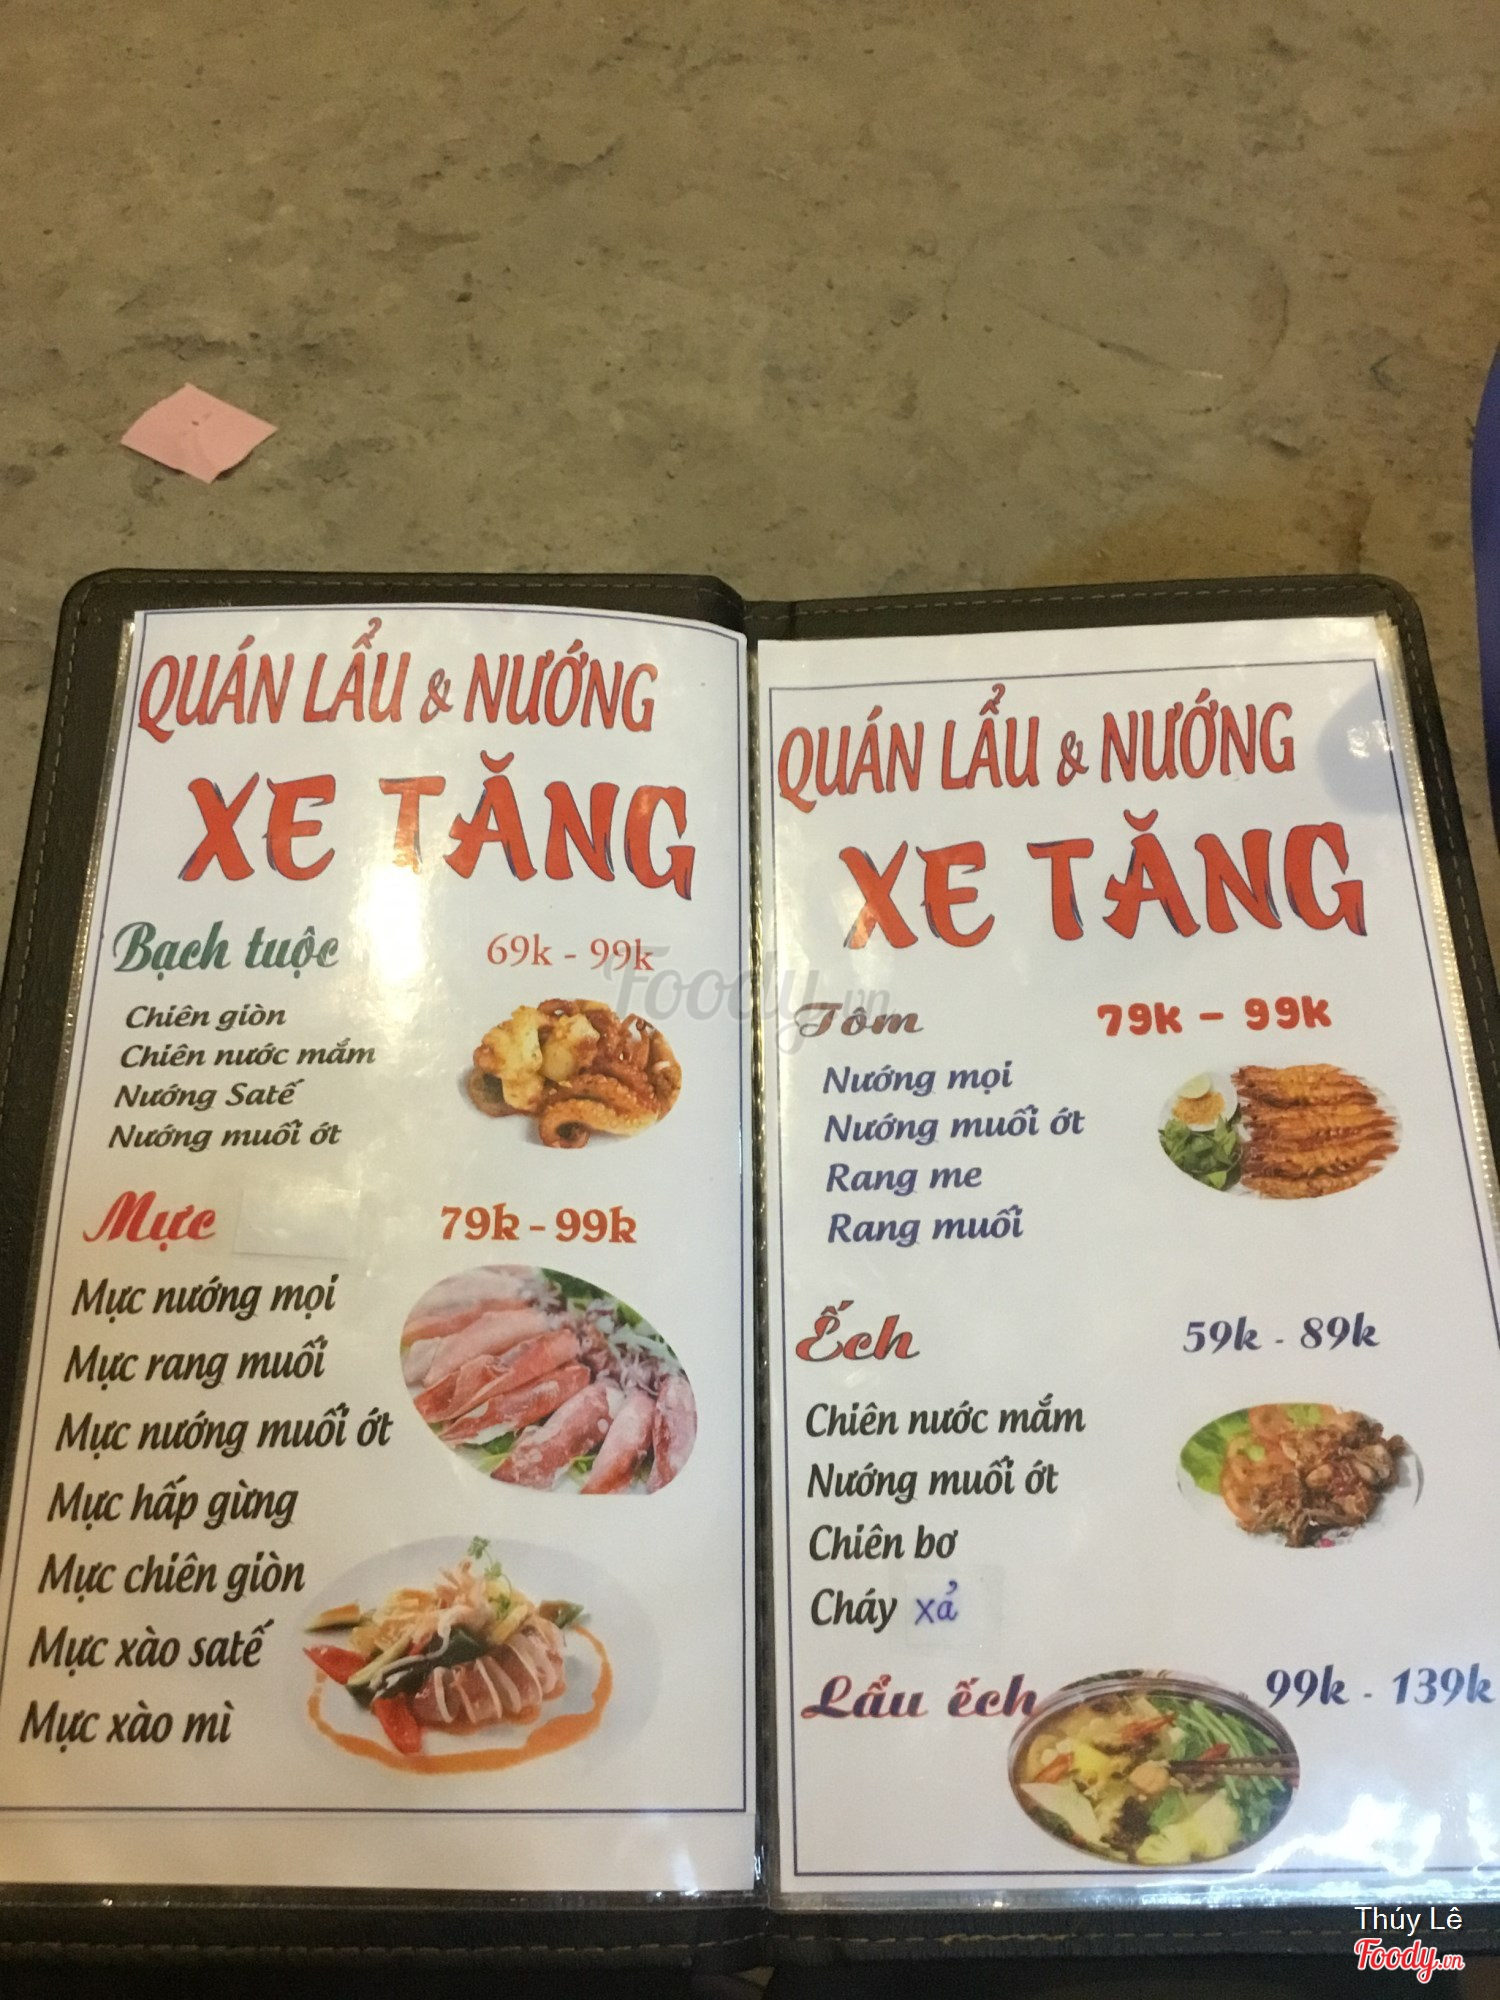 QUÁN LẨU & NƯỚNG
XE TĂNG
Bạch tuộc 69k - 99k
Chiên giòn
Chiên nước mắm
Nướng Satế
Nướng muối ớt
Mực 79k - 99k
Mực nướng mọi
Mực rang muối
Mực nướng muối ớt
Mực hấp gừng
Mực chiên giòn
Mực xào satế
Mực xào mì
QUÁN LẨU & NƯỚNG
XE TĂNG
Tôm 79k - 99k
Nướng mọi
Nướng muối ớt
Rang me
Rang muối
Ếch 59k - 89k
Chiên nước mắm
Nướng muối ớt
Chiên bơ
Cháy xả
Lẩu ếch 99k - 139k
Foody.vn
Thúy Lê
Foody.vn